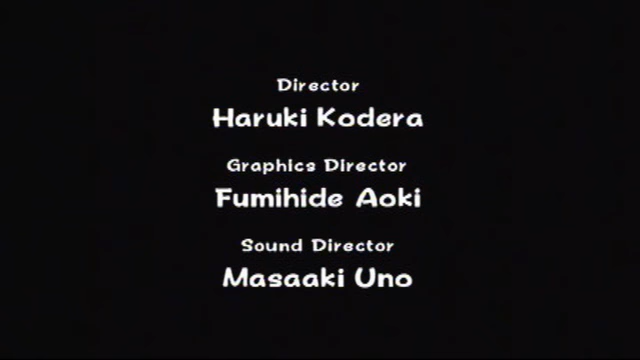 Director
Haruki Kodera
Graphics Director
Fumihide Aoki
Sound Director
Masaaki Uno